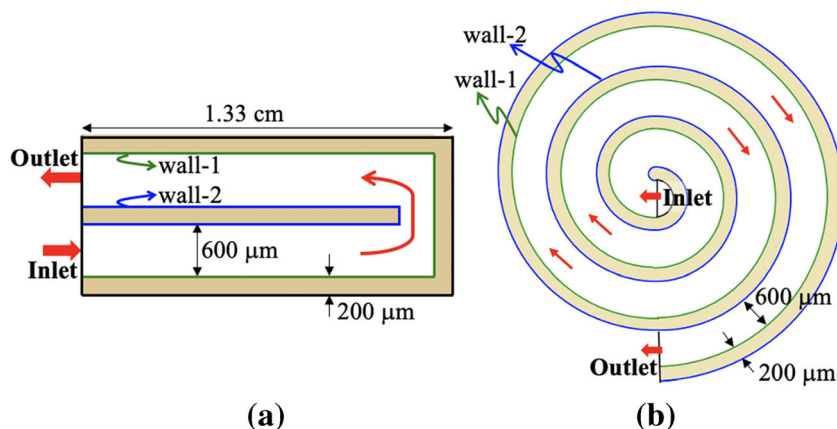 1.33 cm
Outlet
wall-1
wall-2
600 μm
Inlet
200 μm
(a)
wall-2
wall-1
Inlet
600 μm
Outlet
200 μm
(b)